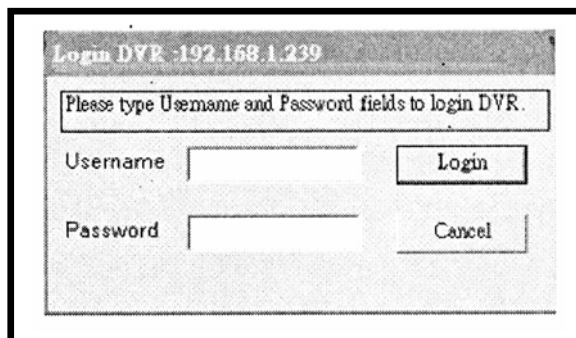 Login DVR :192.168.1.239
Please type Username and Password fields to login DVR.
Username
Login
Password
Cancel